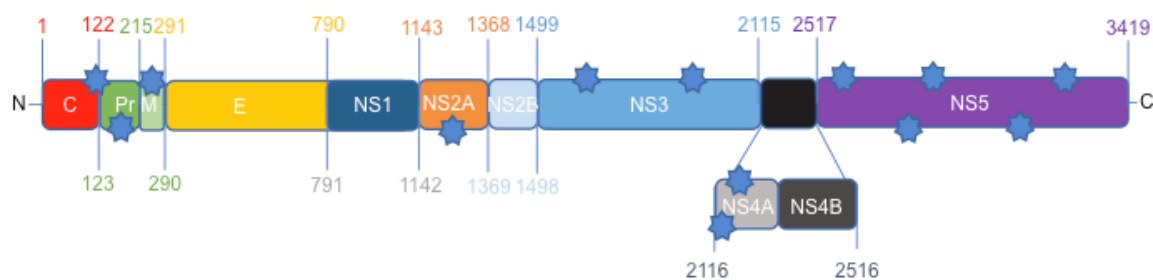 1 122 215 291 790 1143 1368 1499 2115 2517 3419
N C Pr M E NS1 NS2A NS2B NS3 NS5 C
123 290 791 1142 1369 1498
NS4A NS4B
2116 2516